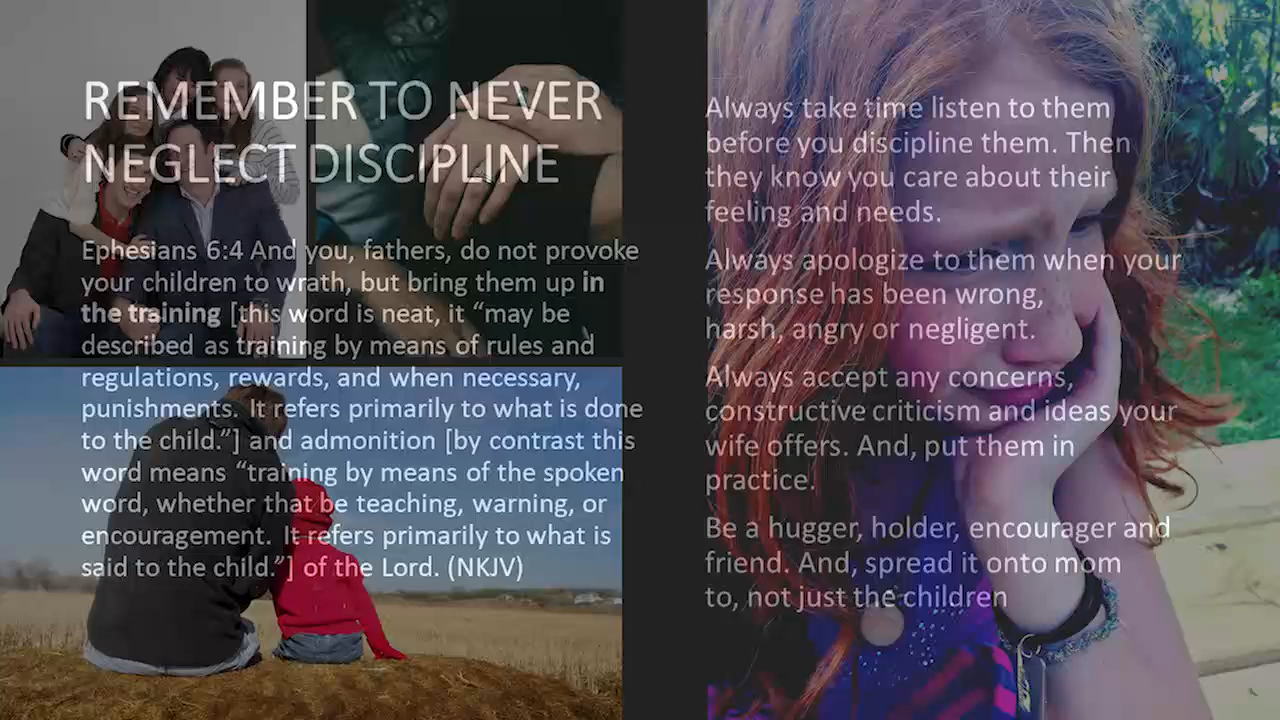 REMEMBER TO NEVER
NEGLECT DISCIPLINE
Ephesians 6:4 And you, fathers, do not provoke
your children to wrath, but bring them up in
the training [this word is neat, it “may be
described as training by means of rules and
regulations, rewards, and when necessary,
punishments. It refers primarily to what is done
to the child.”] and admonition [by contrast this
word means “training by means of the spoken
word, whether that be teaching, warning, or
encouragement. It refers primarily to what is
said to the child.”] of the Lord. (NKJV)
Always take time listen to them
before you discipline them. Then
they know you care about their
feeling and needs.
Always apologize to them when your
response has been wrong,
harsh, angry or negligent.
Always accept any concerns,
constructive criticism and ideas your
wife offers. And, put them in
practice.
Be a hugger, holder, encourager and
friend. And, spread it onto mom
to, not just the children